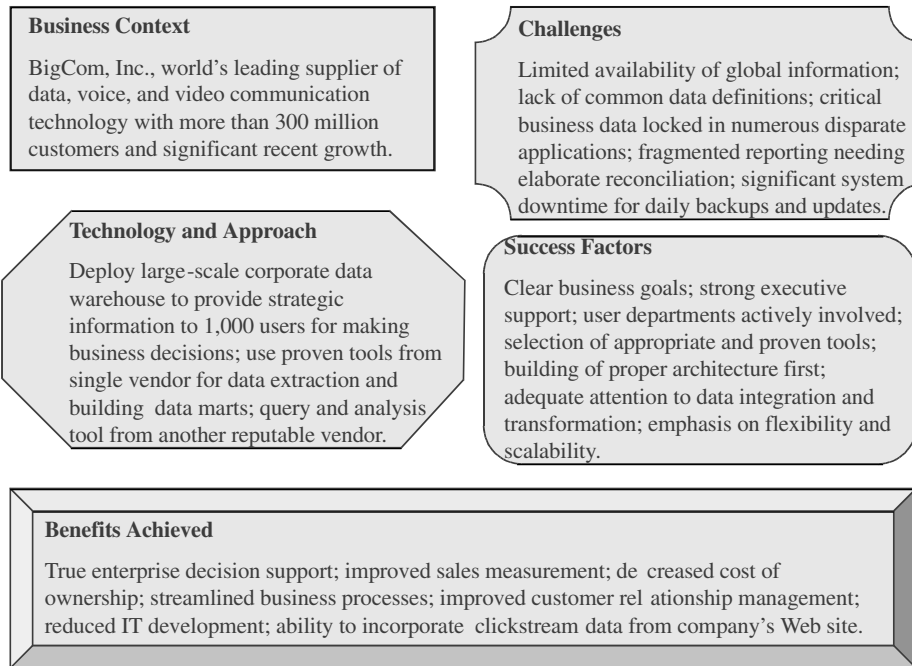 Business Context
BigCom, Inc., world's leading supplier of
data, voice, and video communication
technology with more than 300 million
customers and significant recent growth.
Challenges
Limited availability of global information;
lack of common data definitions; critical
business data locked in numerous disparate
applications; fragmented reporting needing
elaborate reconciliation; significant system
downtime for daily backups and updates.
Technology and Approach
Deploy large-scale corporate data
warehouse to provide strategic
information to 1,000 users for making
business decisions; use proven tools from
single vendor for data extraction and
building data marts; query and analysis
tool from another reputable vendor.
Success Factors
Clear business goals; strong executive
support; user departments actively involved;
selection of appropriate and proven tools;
building of proper architecture first;
adequate attention to data integration and
transformation; emphasis on flexibility and
scalability.
Benefits Achieved
True enterprise decision support; improved sales measurement; de creased cost of
ownership; streamlined business processes; improved customer rel ationship management;
reduced IT development; ability to incorporate clickstream data from company's Web site.